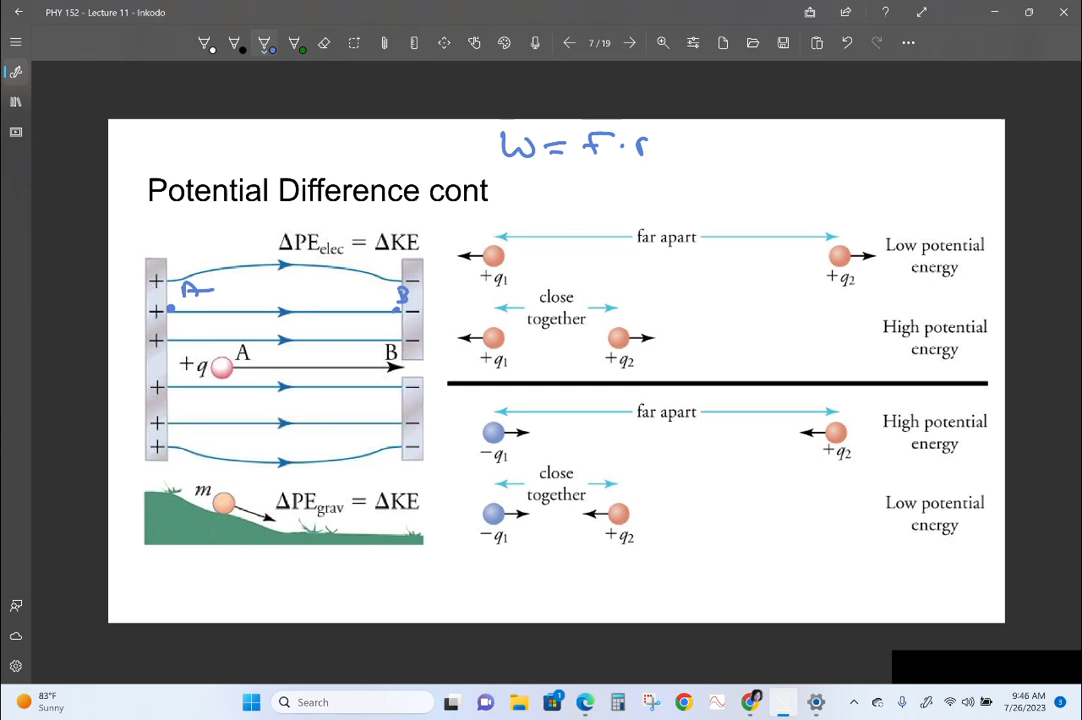 PHY 152 - Lecture 11 - Inkodo
7 / 19
W = F · r
Potential Difference cont
ΔPEelec = ΔKE
+
+
+
+
+
+
−
−
−
−
−
−
A
B
+q
A
B
m
ΔPEgrav = ΔKE
far apart
+q1
+q2
Low potential
energy
close
together
+q1
+q2
High potential
energy
far apart
−q1
+q2
High potential
energy
close
together
−q1
+q2
Low potential
energy
83°F
Sunny
Search
1
9:46 AM
7/26/2023
3